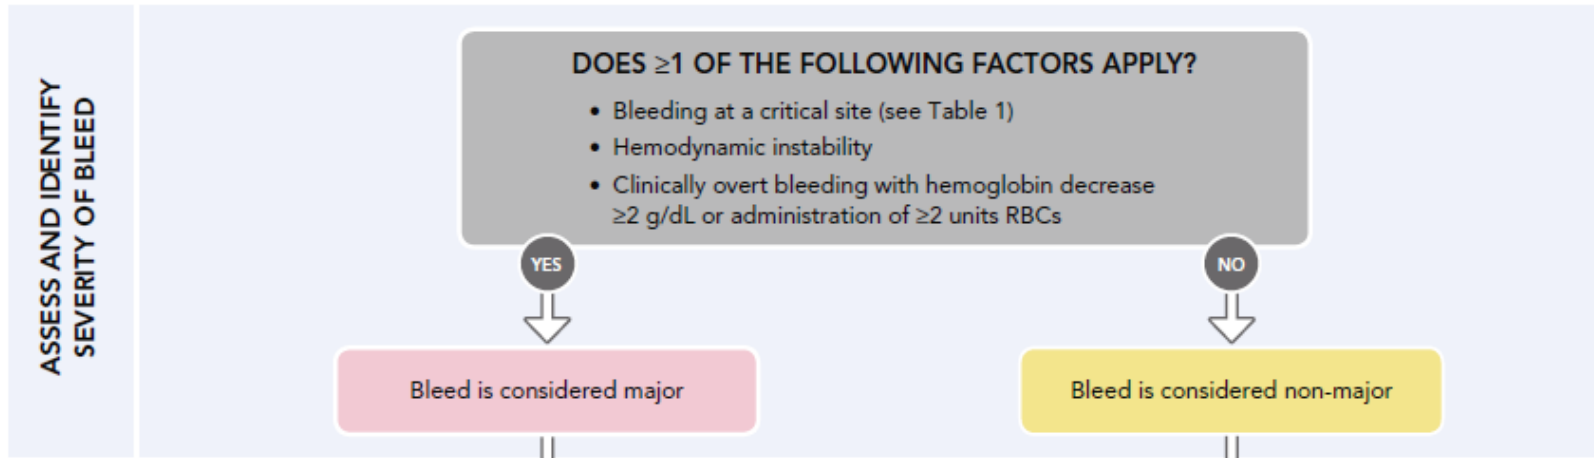 ASSESS AND IDENTIFY
SEVERITY OF BLEED
DOES ≥1 OF THE FOLLOWING FACTORS APPLY?
• Bleeding at a critical site (see Table 1)
• Hemodynamic instability
• Clinically overt bleeding with hemoglobin decrease
≥2 g/dL or administration of ≥2 units RBCs
YES
NO
Bleed is considered major
Bleed is considered non-major